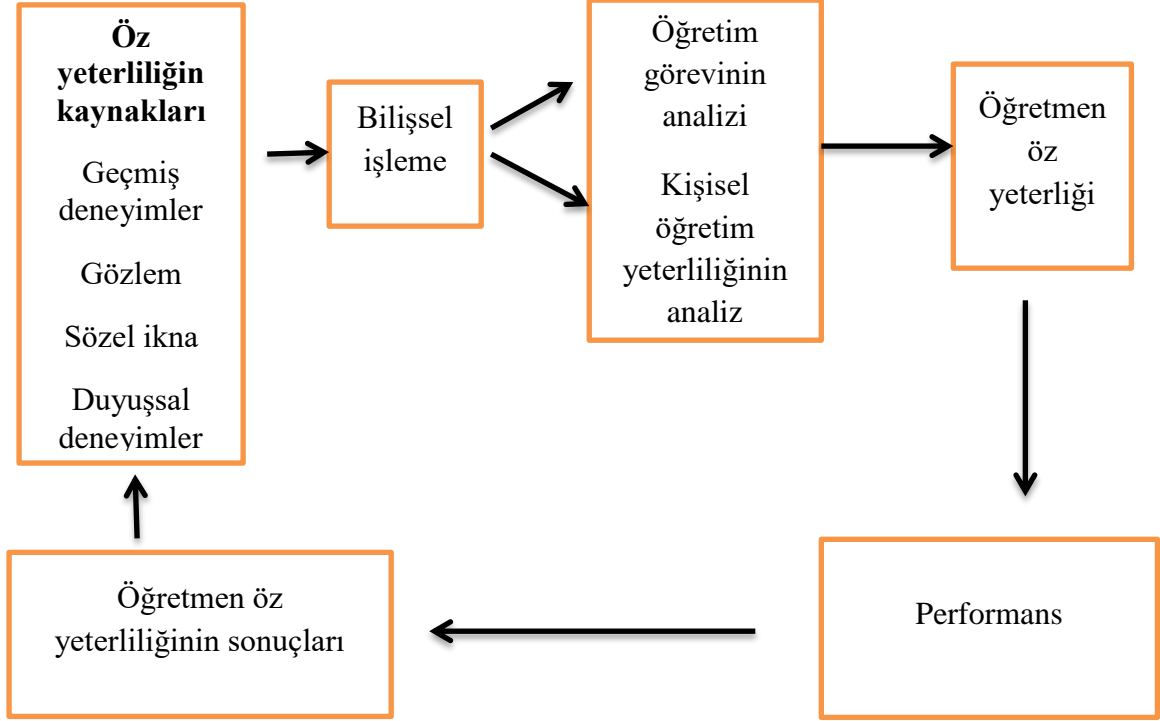 Öz
yeterliliğin
kaynakları
Geçmiş
deneyimler
Gözlem
Sözel ikna
Duyuşsal
deneyimler
Bilişsel
işleme
Öğretim
görevinin
analizi
Kişisel
öğretim
yeterliliğinin
analiz
Öğretmen
öz
yeterliği
Performans
Öğretmen öz
yeterliliğinin sonuçları